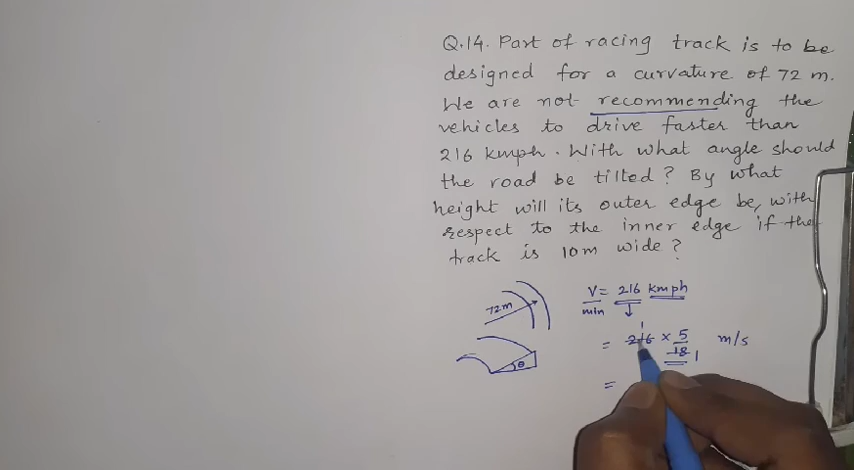 Q.14. Part of racing track is to be
designed for a curvature of 72 m.
We are not recommending the
vehicles to drive faster than
216 kmph. With what angle should
the road be tilted? By what
height will its outer edge be, with
respect to the inner edge if the
track is 10m wide?
72m
V = 216 kmph
min
= 216 × 5 m/s
18 1
θ
=